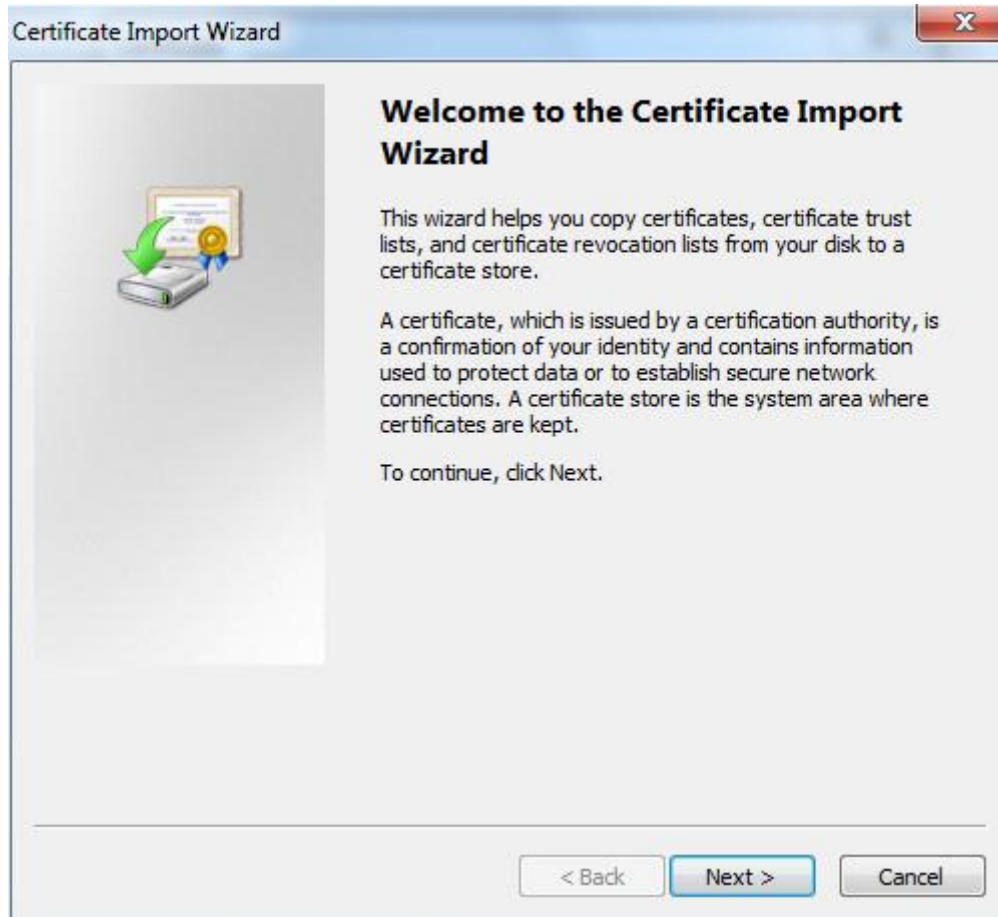 Certificate Import Wizard
X
Welcome to the Certificate Import
Wizard
This wizard helps you copy certificates, certificate trust
lists, and certificate revocation lists from your disk to a
certificate store.
A certificate, which is issued by a certification authority, is
a confirmation of your identity and contains information
used to protect data or to establish secure network
connections. A certificate store is the system area where
certificates are kept.
To continue, click Next.
< Back Next > Cancel